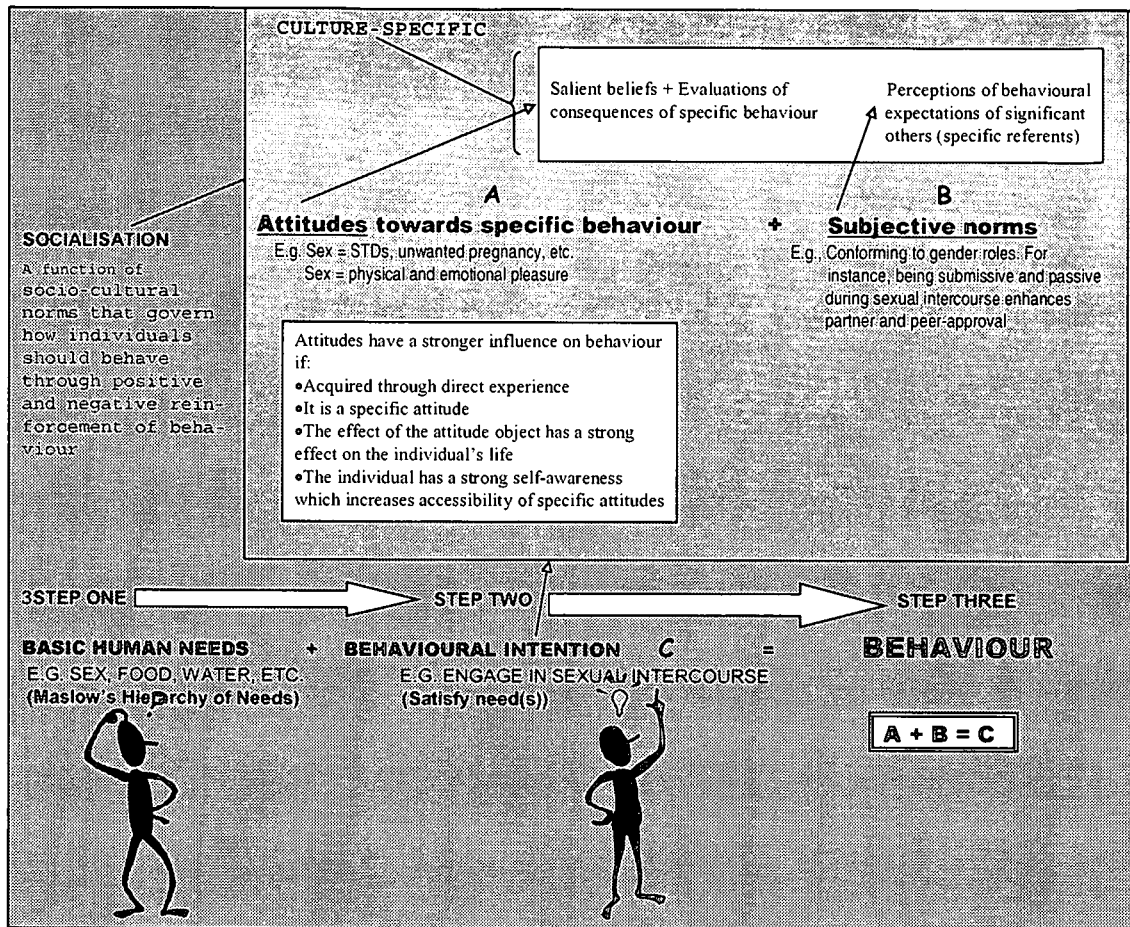 CULTURE-SPECIFIC
Salient beliefs + Evaluations of
consequences of specific behaviour
Perceptions of behavioural
expectations of significant
others (specific referents)
A
B
Attitudes towards specific behaviour
+
Subjective norms
E.g. Sex = STDs, unwanted pregnancy, etc.
Sex = physical and emotional pleasure
E.g., Conforming to gender roles. For
instance, being submissive and passive
during sexual intercourse enhances
partner and peer-approval
SOCIALISATION
A function of
socio-cultural
norms that govern
how individuals
should behave
through positive
and negative rein-
forcement of beha-
viour
Attitudes have a stronger influence on behaviour
if:
•Acquired through direct experience
•It is a specific attitude
•The effect of the attitude object has a strong
effect on the individual's life
•The individual has a strong self-awareness
which increases accessibility of specific attitudes
3STEP ONE
STEP TWO
STEP THREE
BASIC HUMAN NEEDS + BEHAVIOURAL INTENTION C = BEHAVIOUR
E.G. SEX, FOOD, WATER, ETC.
(Maslow's Hierarchy of Needs)
E.G. ENGAGE IN SEXUAL INTERCOURSE
(Satisfy need(s))
A + B = C